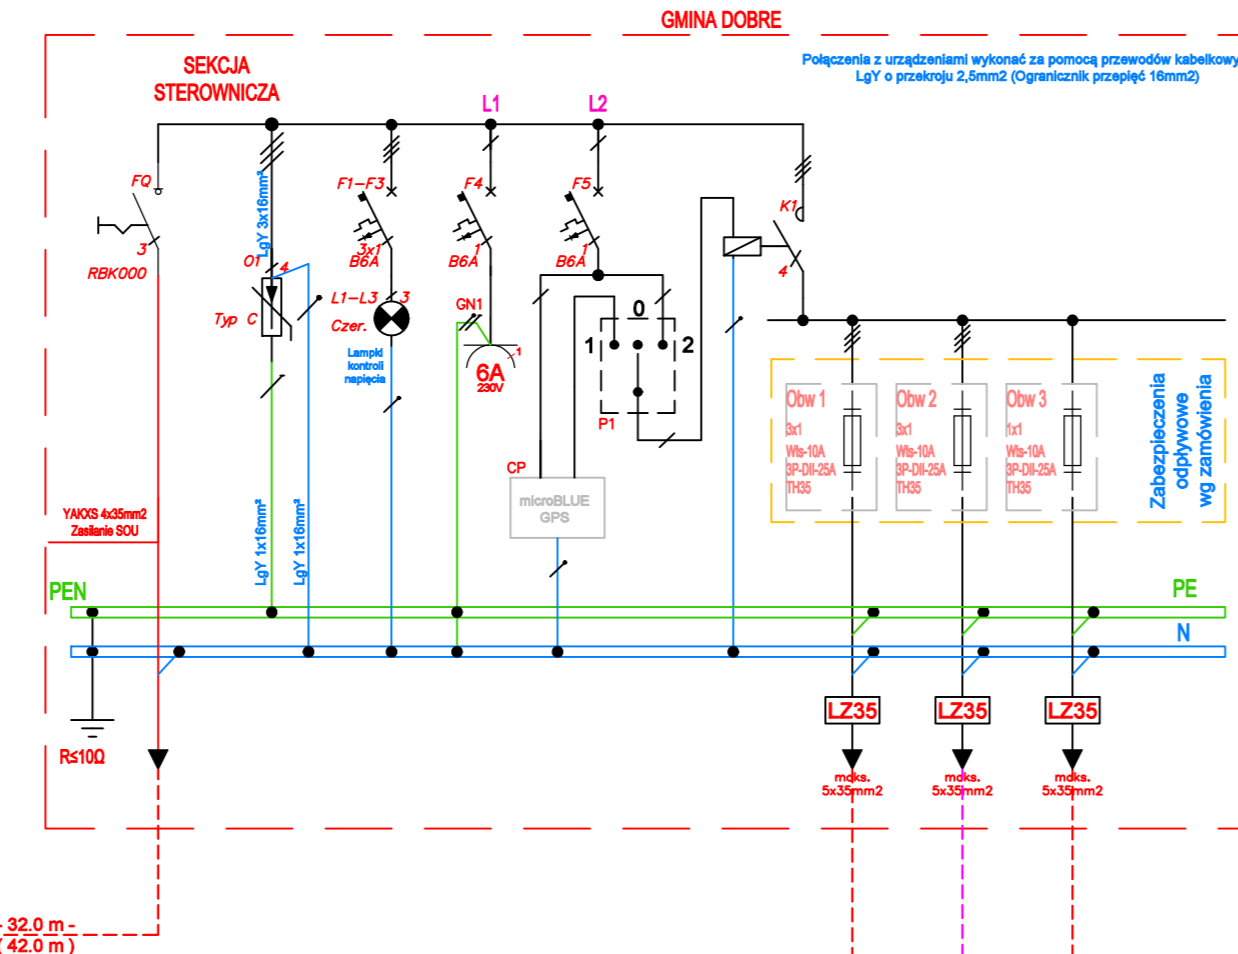 GMINA DOBRE
Połączenia z urządzeniami wykonać za pomocą przewodów kabelkowy
LgY o przekroju 2,5mm2 (Ogranicznik przepięć 16mm2)
SEKCJA
STEROWNICZA
L1
L2
FQ
3
RBK000
LgY 3x16mm²
O1
4
Typ C
F1-F3
3x1
B6A
L1-L3
3
Czer.
Lampki
kontroli
napięcia
F4
1
B6A
GN1
1
6A
230V
F5
1
B6A
0
1
2
P1
K1
4
CP
microBLUE
GPS
Obw 1
3x1
Wts-10A
3P-DII-25A
TH35
Obw 2
3x1
Wts-10A
3P-DII-25A
TH35
Obw 3
1x1
Wts-10A
3P-DII-25A
TH35
Zabezpieczenia
odpływowe
wg zamówienia
YAKXS 4x35mm2
Zasilanie SOU
LgY 1x16mm²
LgY 1x16mm²
PEN
PE
N
R≤10Ω
LZ35
LZ35
LZ35
maks.
5x35mm2
maks.
5x35mm2
maks.
5x35mm2
- 32.0 m -
( 42.0 m )